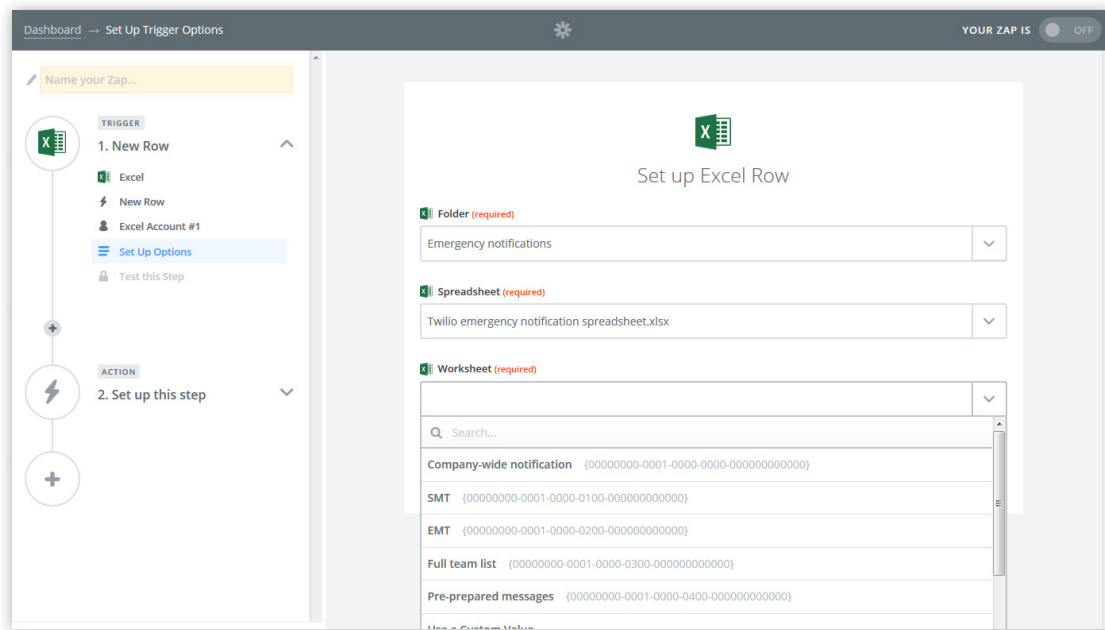 Dashboard → Set Up Trigger Options
YOUR ZAP IS OFF
Name your Zap...
TRIGGER
1. New Row
Excel
New Row
Excel Account #1
Set Up Options
Test this Step
ACTION
2. Set up this step
Set up Excel Row
Folder (required)
Emergency notifications
Spreadsheet (required)
Twilio emergency notification spreadsheet.xlsx
Worksheet (required)
Search...
Company-wide notification {00000000-0001-0000-0000-000000000000}
SMT {00000000-0001-0000-0100-000000000000}
EMT {00000000-0001-0000-0200-000000000000}
Full team list {00000000-0001-0000-0300-000000000000}
Pre-prepared messages {00000000-0001-0000-0400-000000000000}
Use a Custom Value